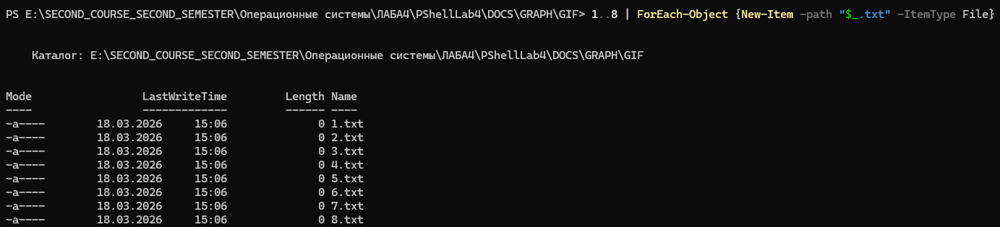 PS E:\SECOND_COURSE_SECOND_SEMESTER\Операционные системы\ЛАБА4\PShellLab4\DOCS\GRAPH\GIF> 1..8 | ForEach-Object {New-Item -path "$_.txt" -ItemType File}
Каталог: E:\SECOND_COURSE_SECOND_SEMESTER\Операционные системы\ЛАБА4\PShellLab4\DOCS\GRAPH\GIF
Mode LastWriteTime Length Name
---- ------------- ------ ----
-a---- 18.03.2026 15:06 0 1.txt
-a---- 18.03.2026 15:06 0 2.txt
-a---- 18.03.2026 15:06 0 3.txt
-a---- 18.03.2026 15:06 0 4.txt
-a---- 18.03.2026 15:06 0 5.txt
-a---- 18.03.2026 15:06 0 6.txt
-a---- 18.03.2026 15:06 0 7.txt
-a---- 18.03.2026 15:06 0 8.txt